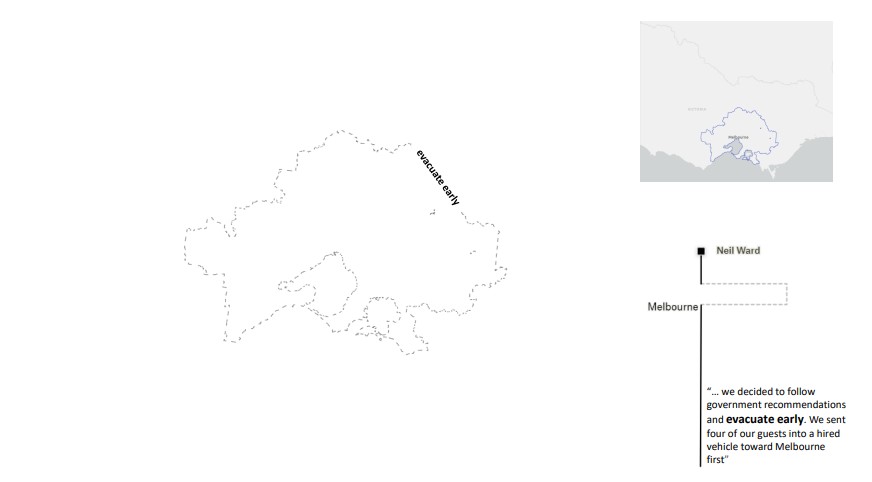 evacuate early
Melbourne
Neil Ward
Melbourne
“... we decided to follow
government recommendations
and evacuate early. We sent
four of our guests into a hired
vehicle toward Melbourne
first”